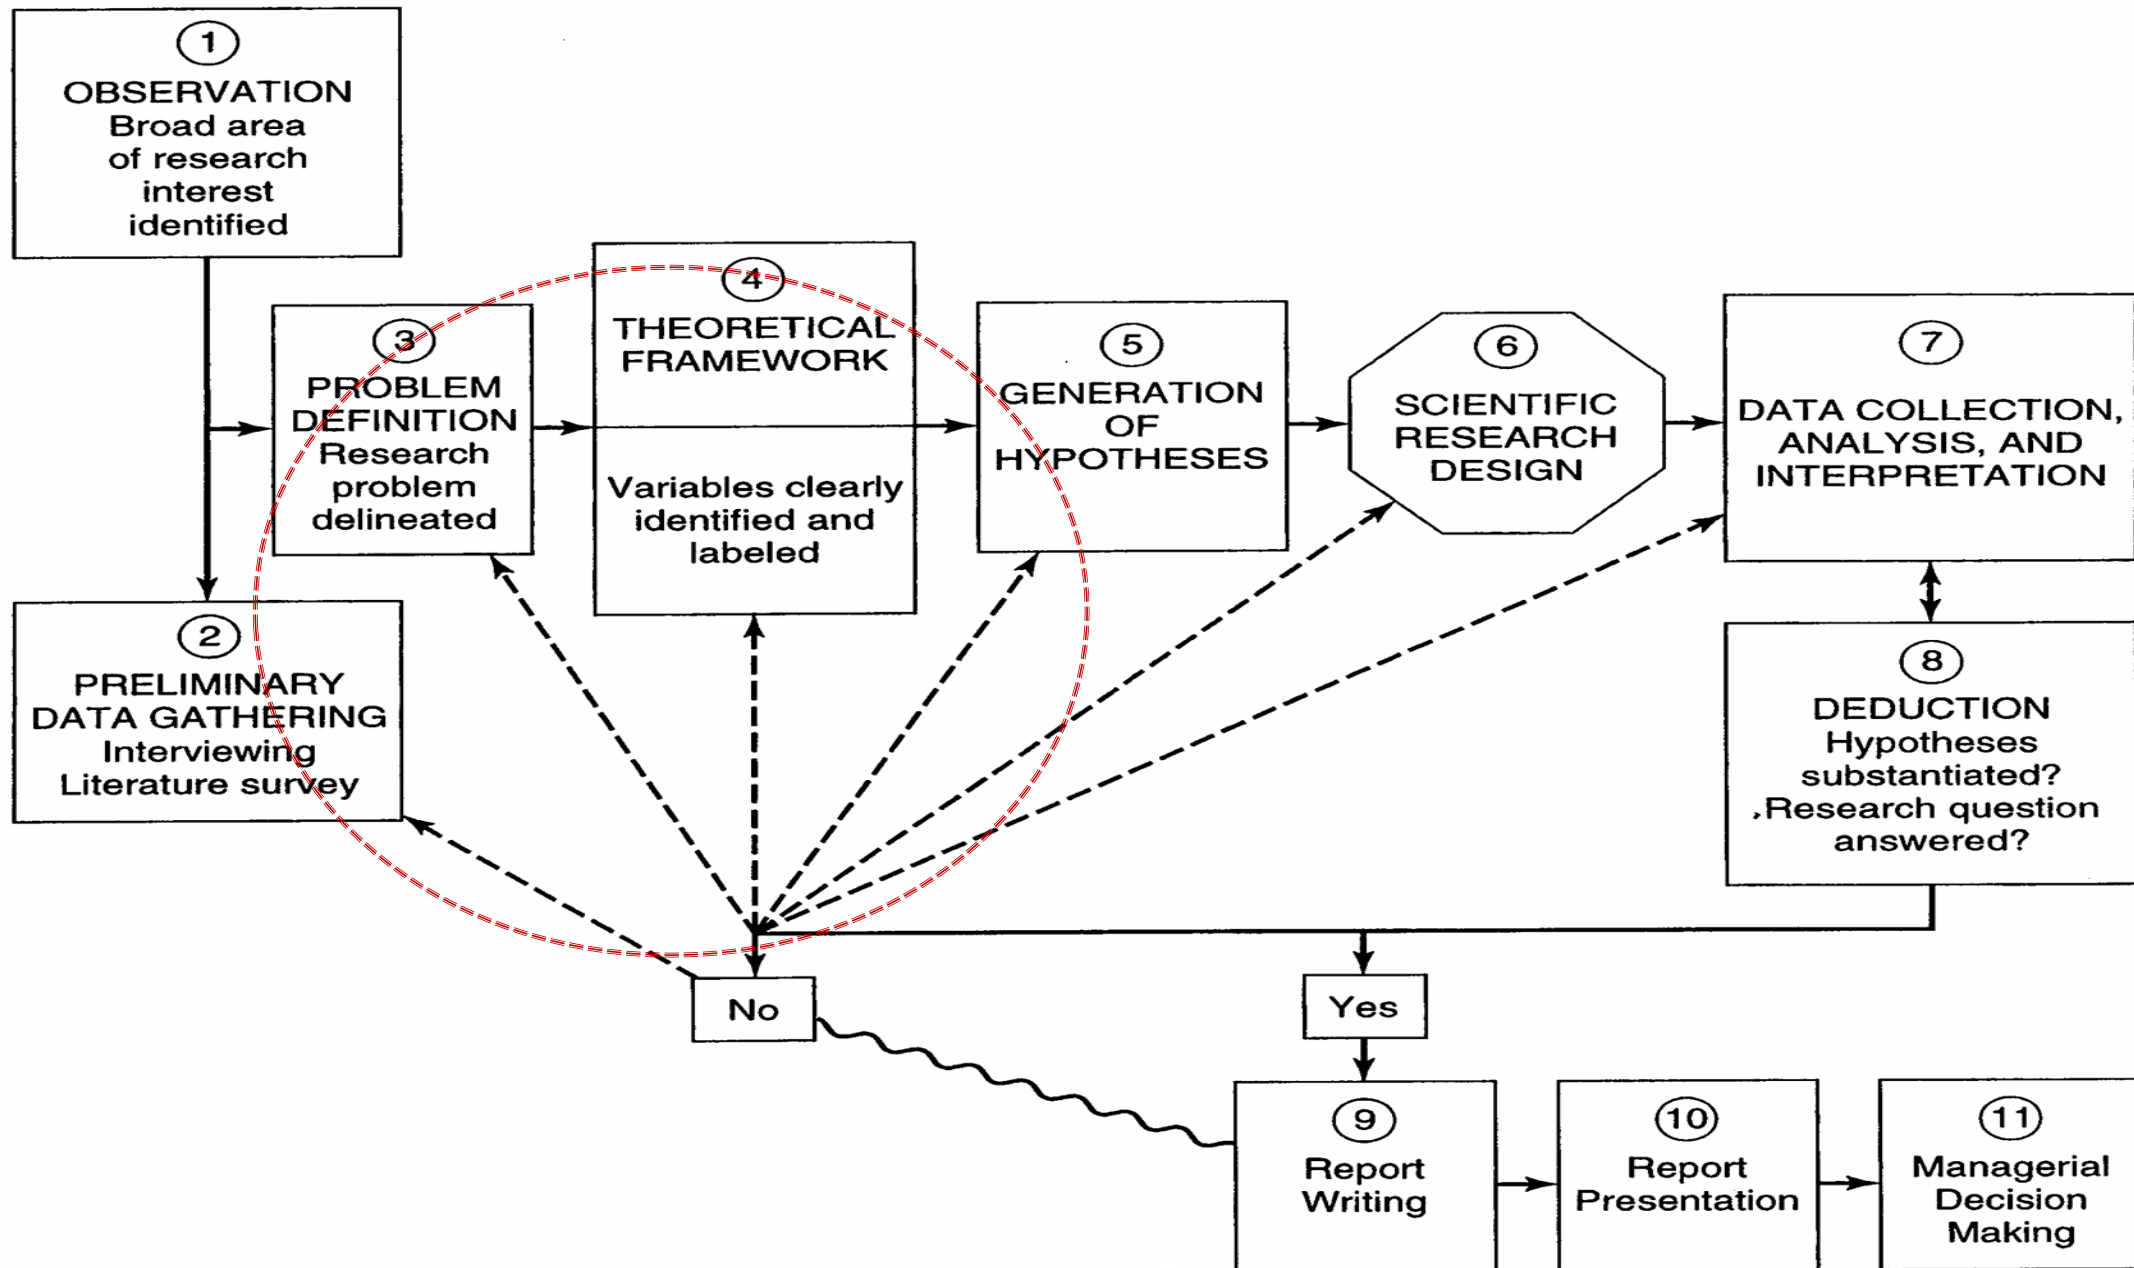 1
OBSERVATION
Broad area
of research
interest
identified
2
PRELIMINARY
DATA GATHERING
Interviewing
Literature survey
3
PROBLEM
DEFINITION
Research
problem
delineated
4
THEORETICAL
FRAMEWORK
Variables clearly
identified and
labeled
5
GENERATION
OF
HYPOTHESES
6
SCIENTIFIC
RESEARCH
DESIGN
7
DATA COLLECTION,
ANALYSIS, AND
INTERPRETATION
8
DEDUCTION
Hypotheses
substantiated?
Research question
answered?
No
Yes
9
Report
Writing
10
Report
Presentation
11
Managerial
Decision
Making